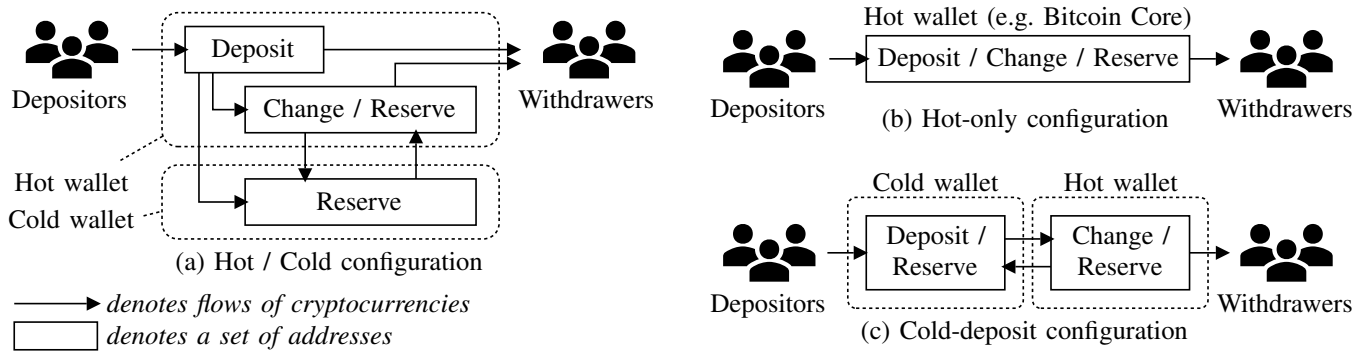 Depositors
Deposit
Change / Reserve
Withdrawers
Hot wallet
Cold wallet
Reserve
(a) Hot / Cold configuration
denotes flows of cryptocurrencies
denotes a set of addresses
Hot wallet (e.g. Bitcoin Core)
Deposit / Change / Reserve
Depositors
Withdrawers
(b) Hot-only configuration
Cold wallet
Hot wallet
Deposit /
Reserve
Change /
Reserve
Depositors
Withdrawers
(c) Cold-deposit configuration